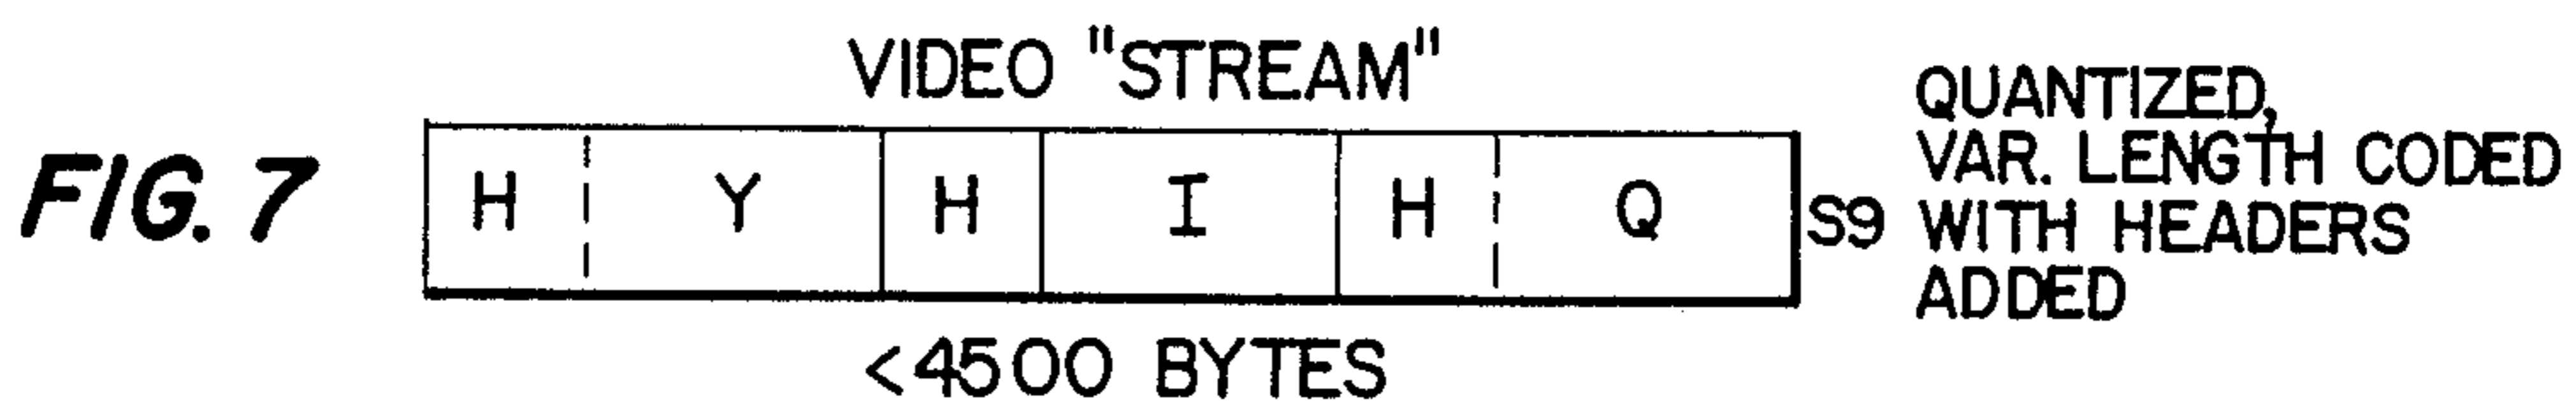 FIG. 7
VIDEO "STREAM"
H Y H I H Q
<4500 BYTES
S9
QUANTIZED,
VAR. LENGTH CODED
WITH HEADERS
ADDED